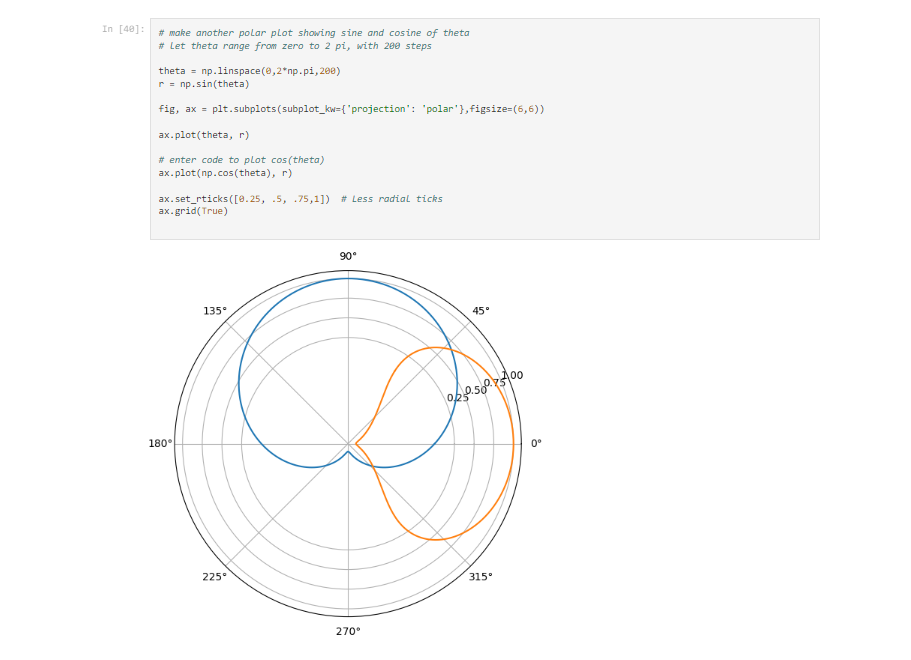 In [40]:
# make another polar plot showing sine and cosine of theta
# let theta range from zero to 2 pi, with 200 steps
theta = np.linspace(0,2*np.pi,200)
r = np.sin(theta)
fig, ax = plt.subplots(subplot_kw={'projection': 'polar'},figsize=(6,6))
ax.plot(theta, r)
# enter code to plot cos(theta)
ax.plot(np.cos(theta), r)
ax.set_rticks([0.25, .5, .75,1])  # Less radial ticks
ax.grid(True)
90°
135°
45°
1.00
0.75
0.50
0.25
180°
0°
225°
315°
270°